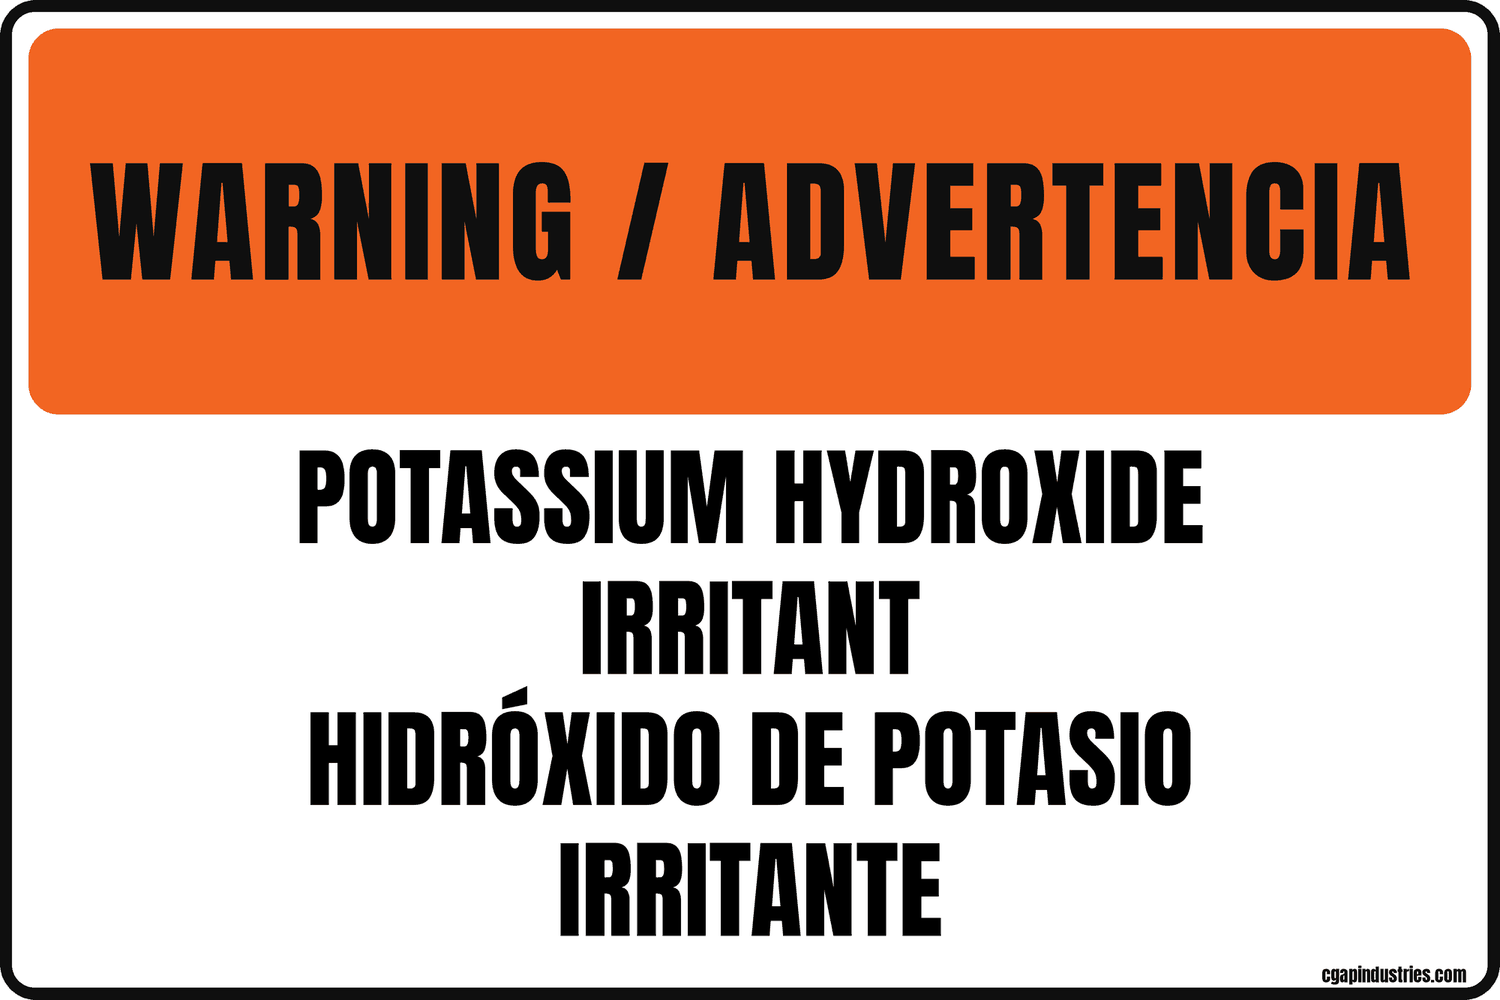 WARNING / ADVERTENCIA
POTASSIUM HYDROXIDE
IRRITANT
HIDRÓXIDO DE POTASIO
IRRITANTE
cgapindustries.com